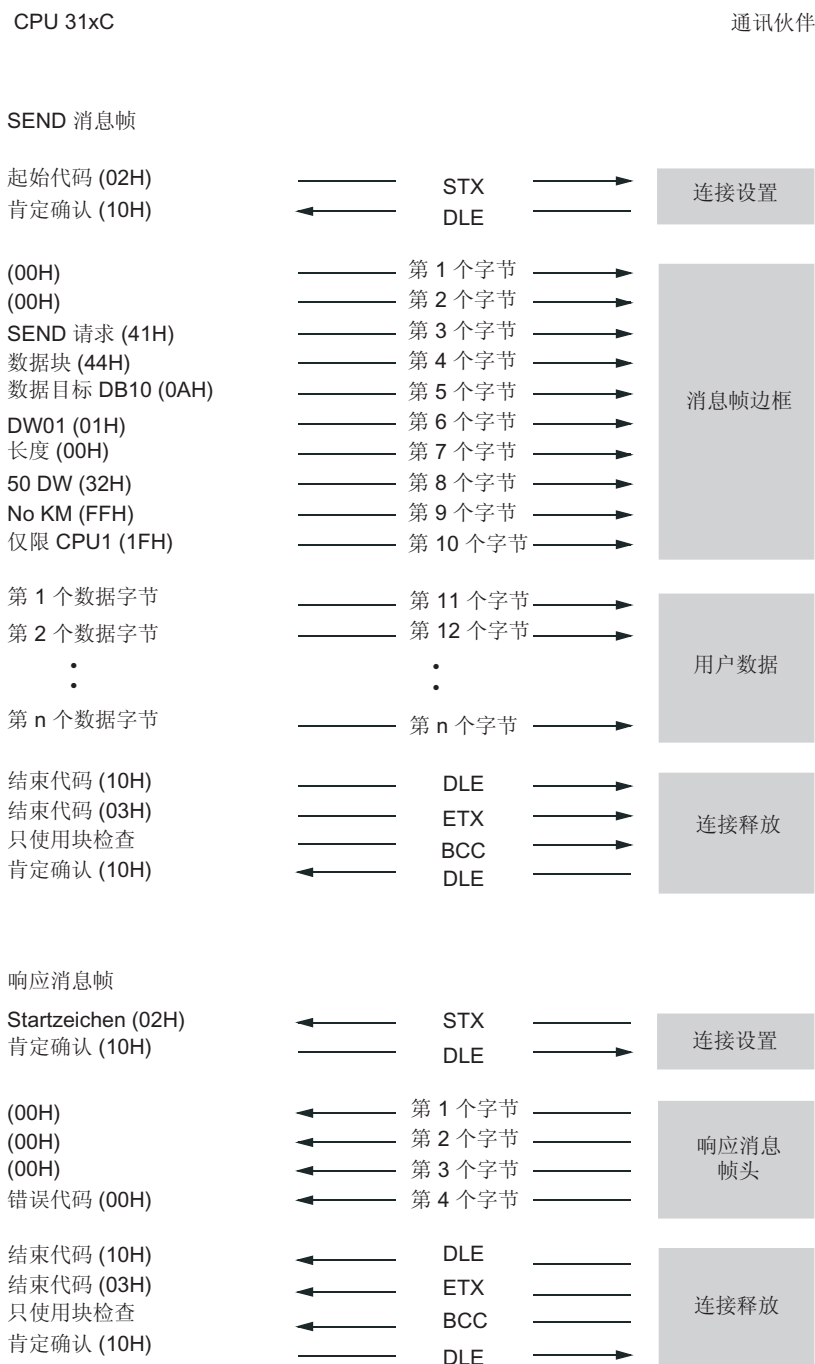 CPU 31xC 通讯伙伴
SEND 消息帧
起始代码 (02H) STX 连接设置
肯定确认 (10H) DLE
(00H) 第 1 个字节 消息帧边框
(00H) 第 2 个字节
SEND 请求 (41H) 第 3 个字节
数据块 (44H) 第 4 个字节
数据目标 DB10 (0AH) 第 5 个字节
DW01 (01H) 第 6 个字节
长度 (00H) 第 7 个字节
50 DW (32H) 第 8 个字节
No KM (FFH) 第 9 个字节
仅限 CPU1 (1FH) 第 10 个字节
第 1 个数据字节 第 11 个字节 用户数据
第 2 个数据字节 第 12 个字节
• •
• •
第 n 个数据字节 第 n 个字节
结束代码 (10H) DLE 连接释放
结束代码 (03H) ETX
只使用块检查 BCC
肯定确认 (10H) DLE
响应消息帧
Startzeichen (02H) STX 连接设置
肯定确认 (10H) DLE
(00H) 第 1 个字节 响应消息
(00H) 第 2 个字节 帧头
(00H) 第 3 个字节
错误代码 (00H) 第 4 个字节
结束代码 (10H) DLE 连接释放
结束代码 (03H) ETX
只使用块检查 BCC
肯定确认 (10H) DLE